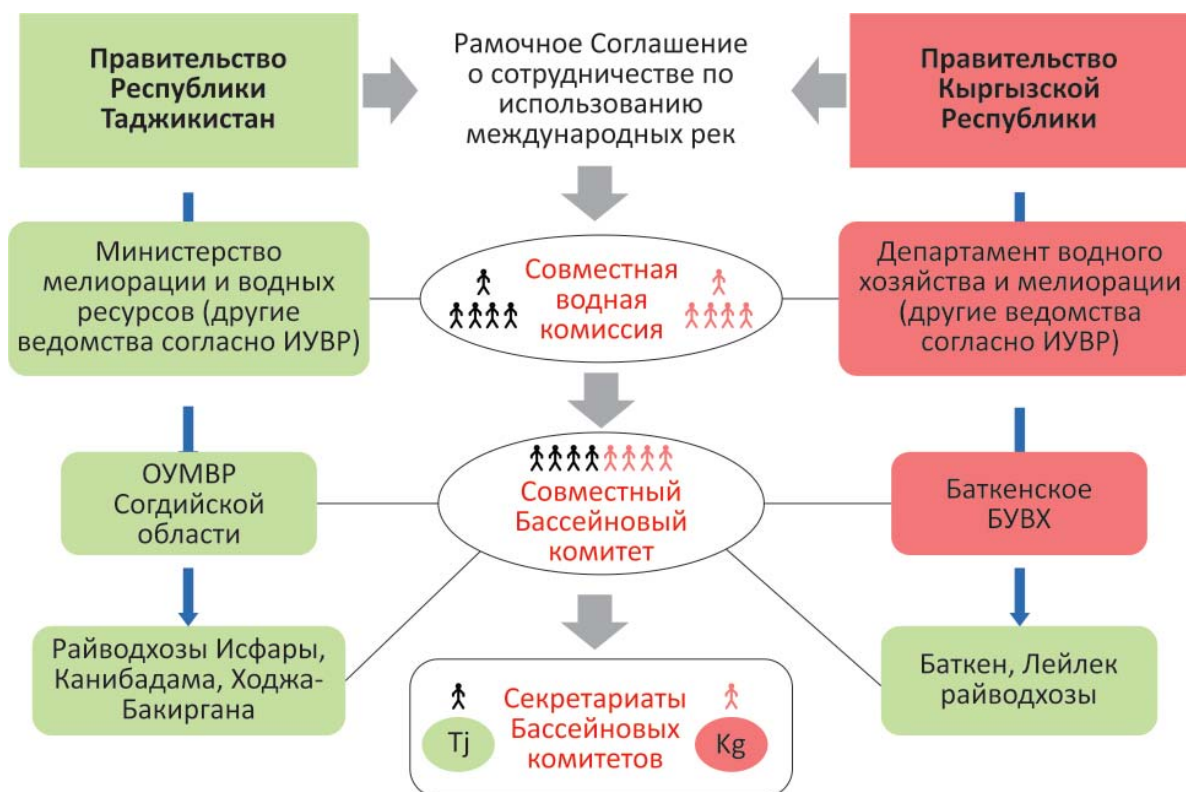 Правительство
Республики
Таджикистан
Рамочное Соглашение
о сотрудничестве по
использованию
международных рек
Правительство
Кыргызской
Республики
Министерство
мелиорации и водных
ресурсов (другие
ведомства согласно ИУВР)
Совместная
водная
комиссия
Департамент водного
хозяйства и мелиорации
(другие ведомства
согласно ИУВР)
ОУМВР
Согдийской
области
Совместный
Бассейновый
комитет
Баткенское
БУВХ
Райводхозы Исфары,
Канибадама, Ходжа-
Бакиргана
Секретариаты
Бассейновых
комитетов
Tj
Kg
Баткен, Лейлек
райводхозы